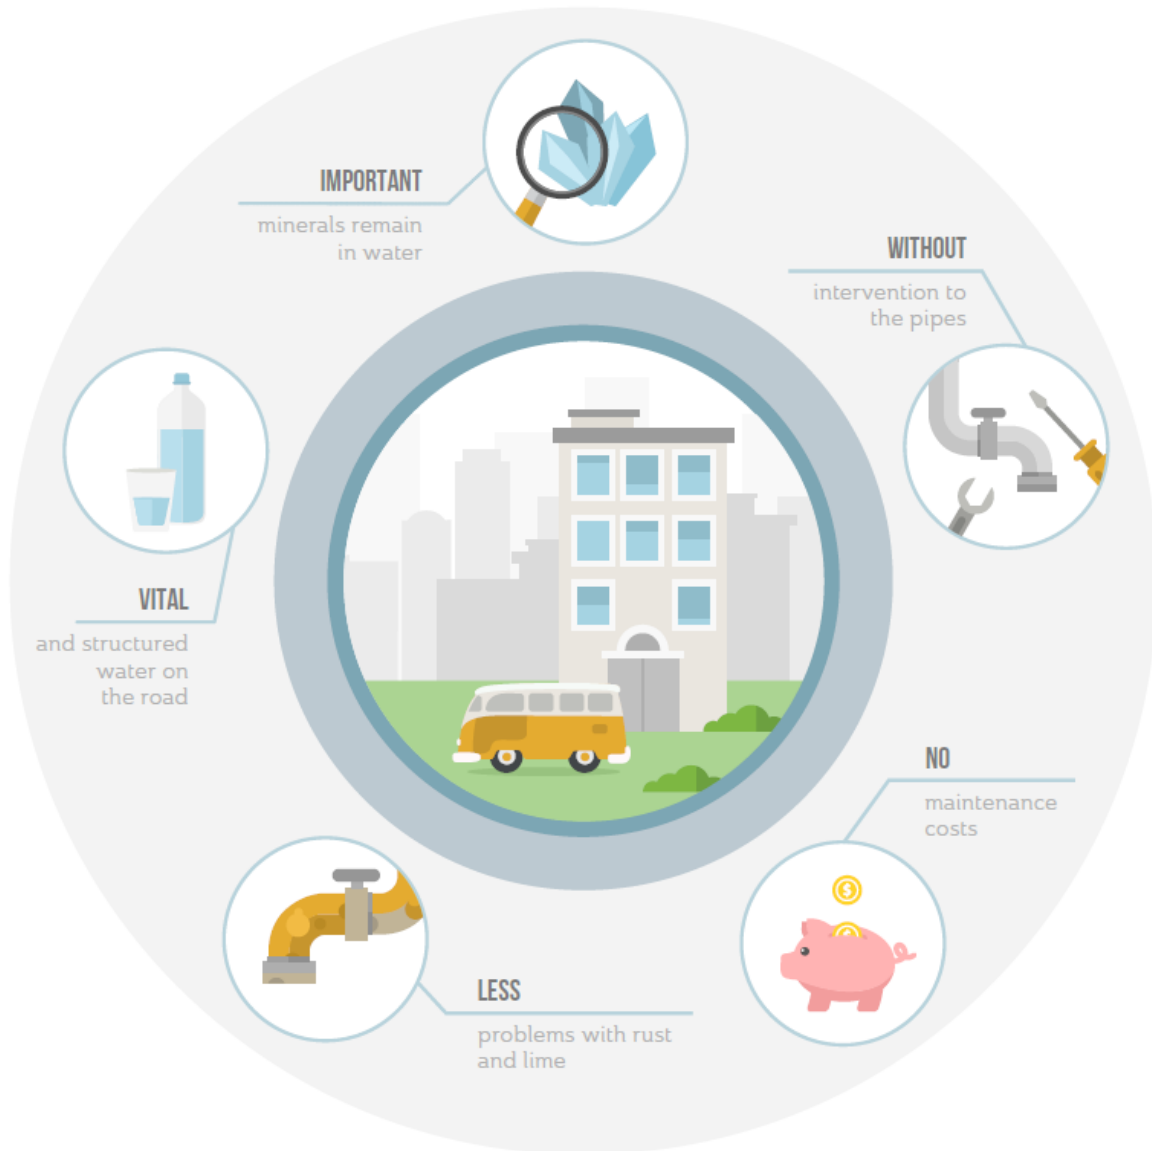 IMPORTANT
minerals remain
in water
WITHOUT
intervention to
the pipes
VITAL
and structured
water on
the road
NO
maintenance
costs
LESS
problems with rust
and lime